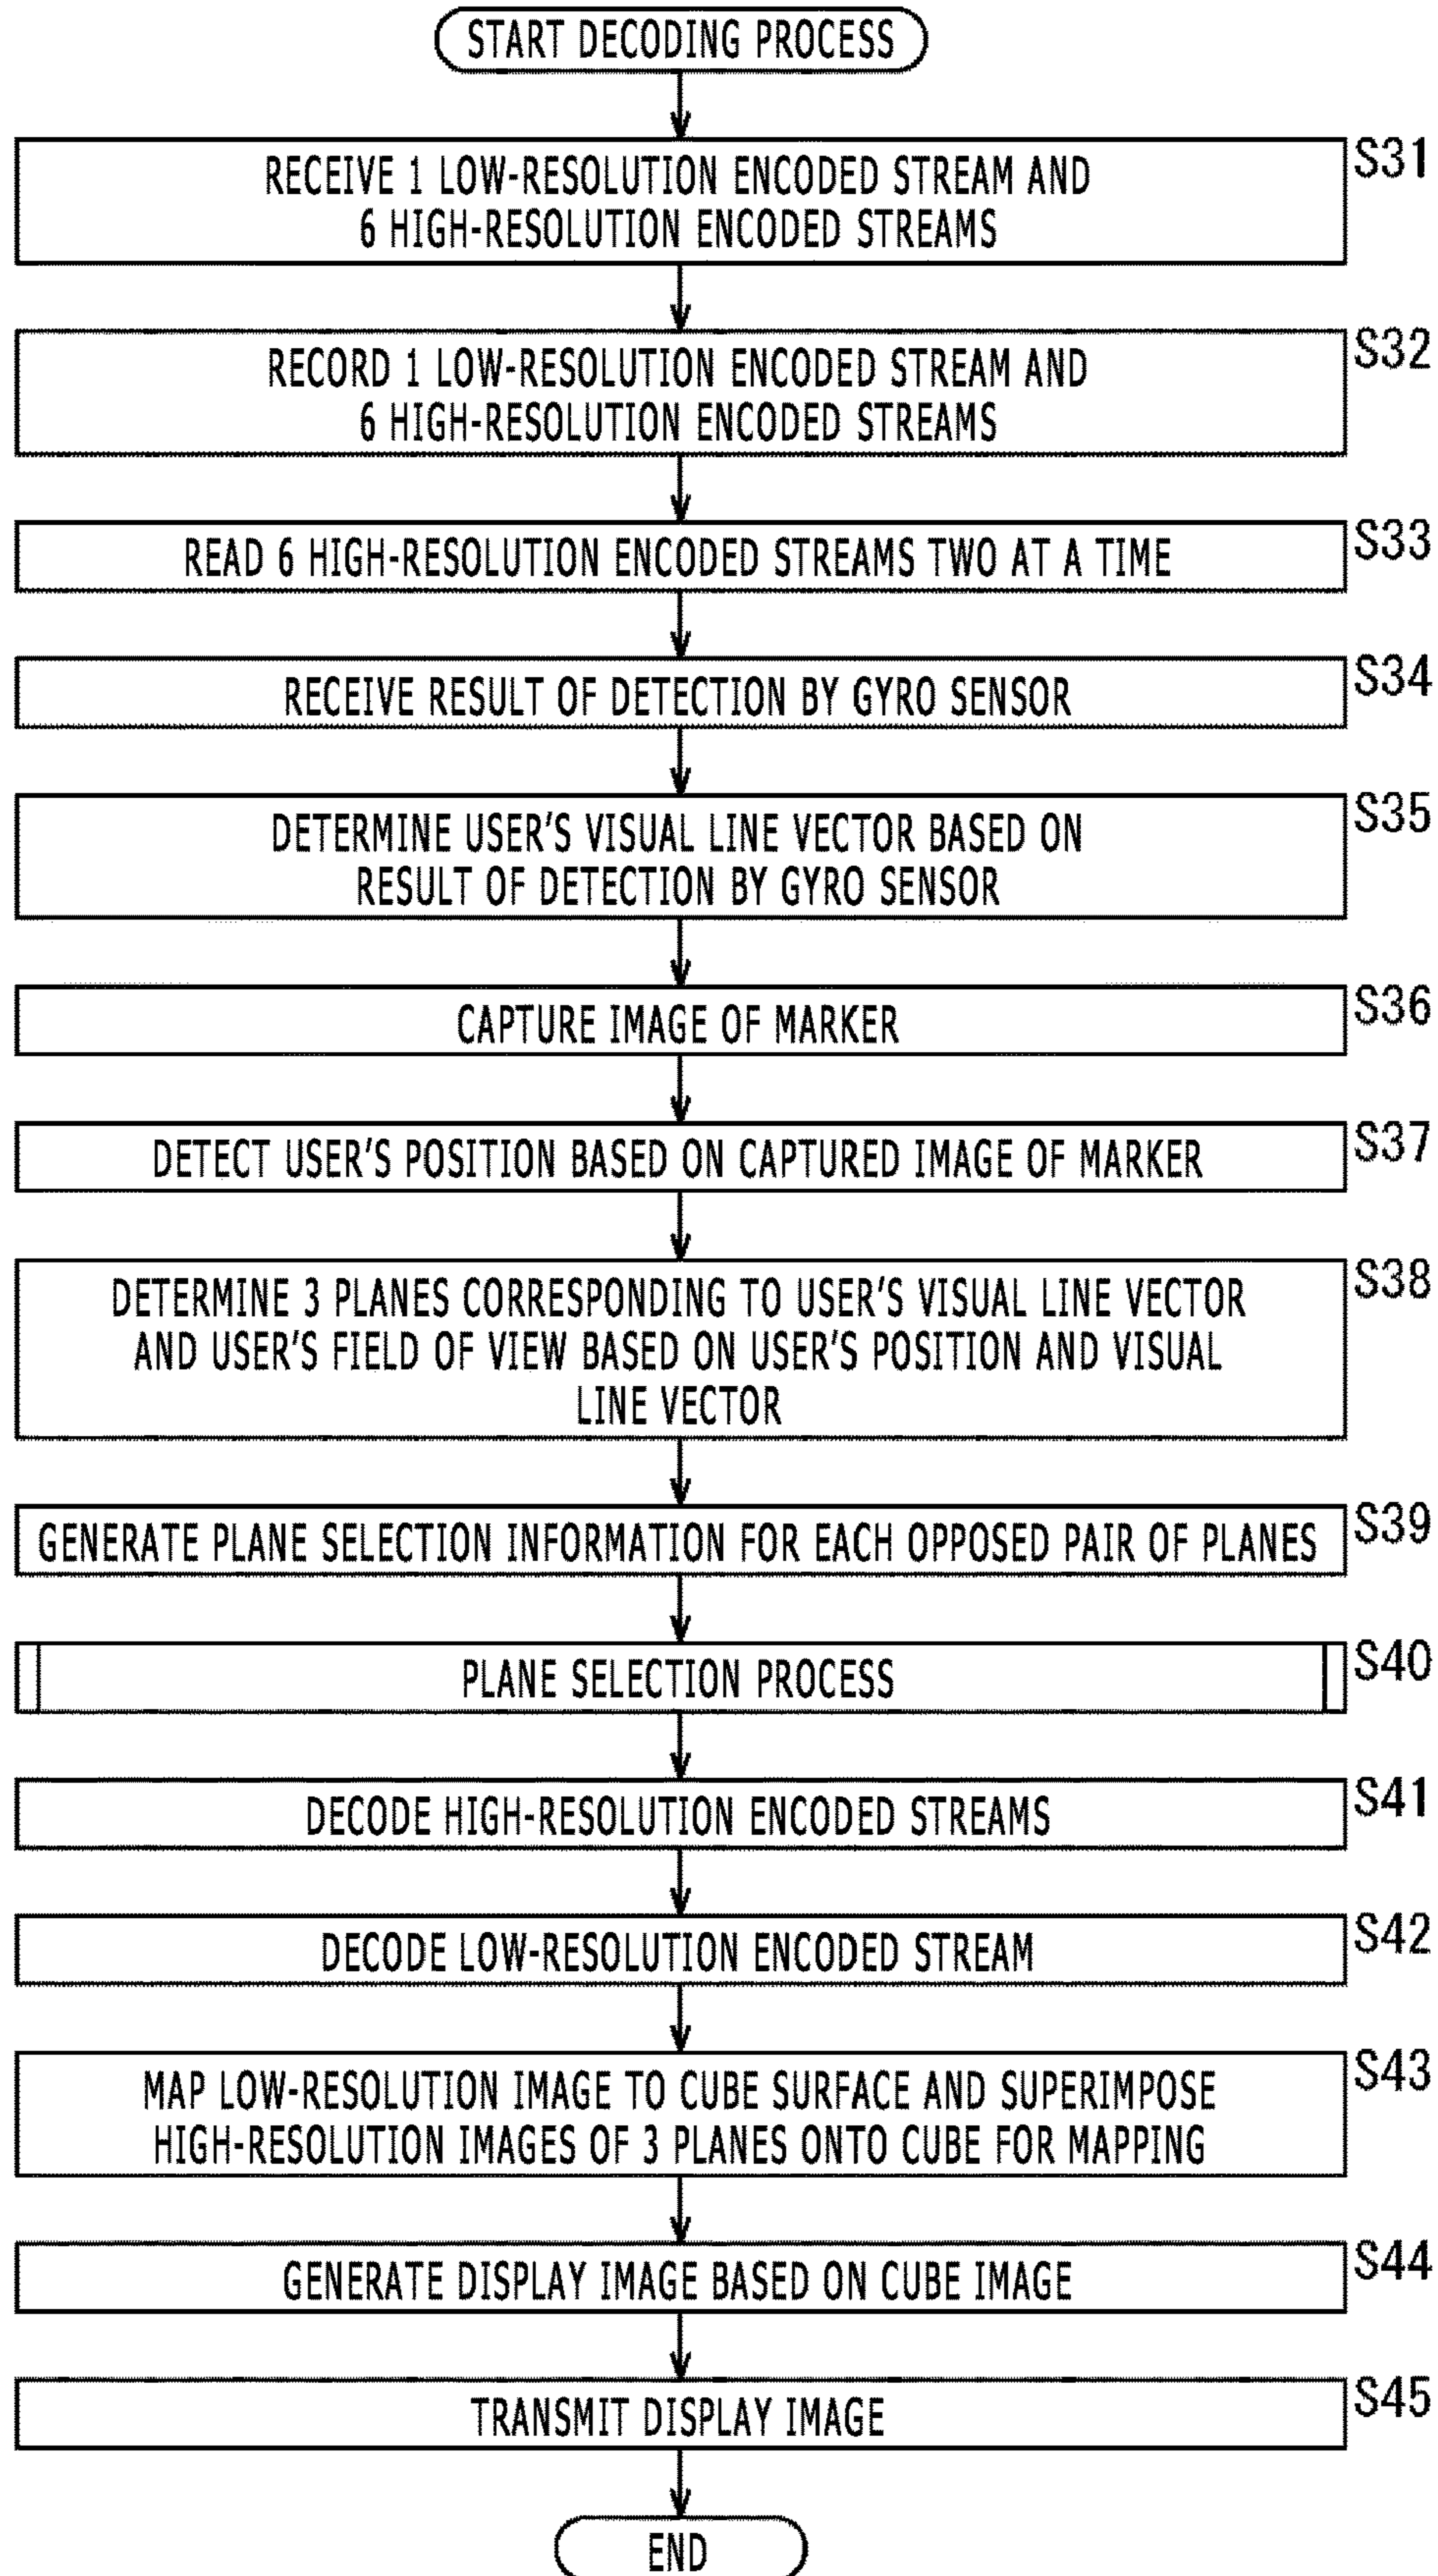 START DECODING PROCESS
S31
RECEIVE 1 LOW-RESOLUTION ENCODED STREAM AND
6 HIGH-RESOLUTION ENCODED STREAMS
S32
RECORD 1 LOW-RESOLUTION ENCODED STREAM AND
6 HIGH-RESOLUTION ENCODED STREAMS
S33
READ 6 HIGH-RESOLUTION ENCODED STREAMS TWO AT A TIME
S34
RECEIVE RESULT OF DETECTION BY GYRO SENSOR
S35
DETERMINE USER'S VISUAL LINE VECTOR BASED ON
RESULT OF DETECTION BY GYRO SENSOR
S36
CAPTURE IMAGE OF MARKER
S37
DETECT USER'S POSITION BASED ON CAPTURED IMAGE OF MARKER
S38
DETERMINE 3 PLANES CORRESPONDING TO USER'S VISUAL LINE VECTOR
AND USER'S FIELD OF VIEW BASED ON USER'S POSITION AND VISUAL
LINE VECTOR
S39
GENERATE PLANE SELECTION INFORMATION FOR EACH OPPOSED PAIR OF PLANES
S40
PLANE SELECTION PROCESS
S41
DECODE HIGH-RESOLUTION ENCODED STREAMS
S42
DECODE LOW-RESOLUTION ENCODED STREAM
S43
MAP LOW-RESOLUTION IMAGE TO CUBE SURFACE AND SUPERIMPOSE
HIGH-RESOLUTION IMAGES OF 3 PLANES ONTO CUBE FOR MAPPING
S44
GENERATE DISPLAY IMAGE BASED ON CUBE IMAGE
S45
TRANSMIT DISPLAY IMAGE
END